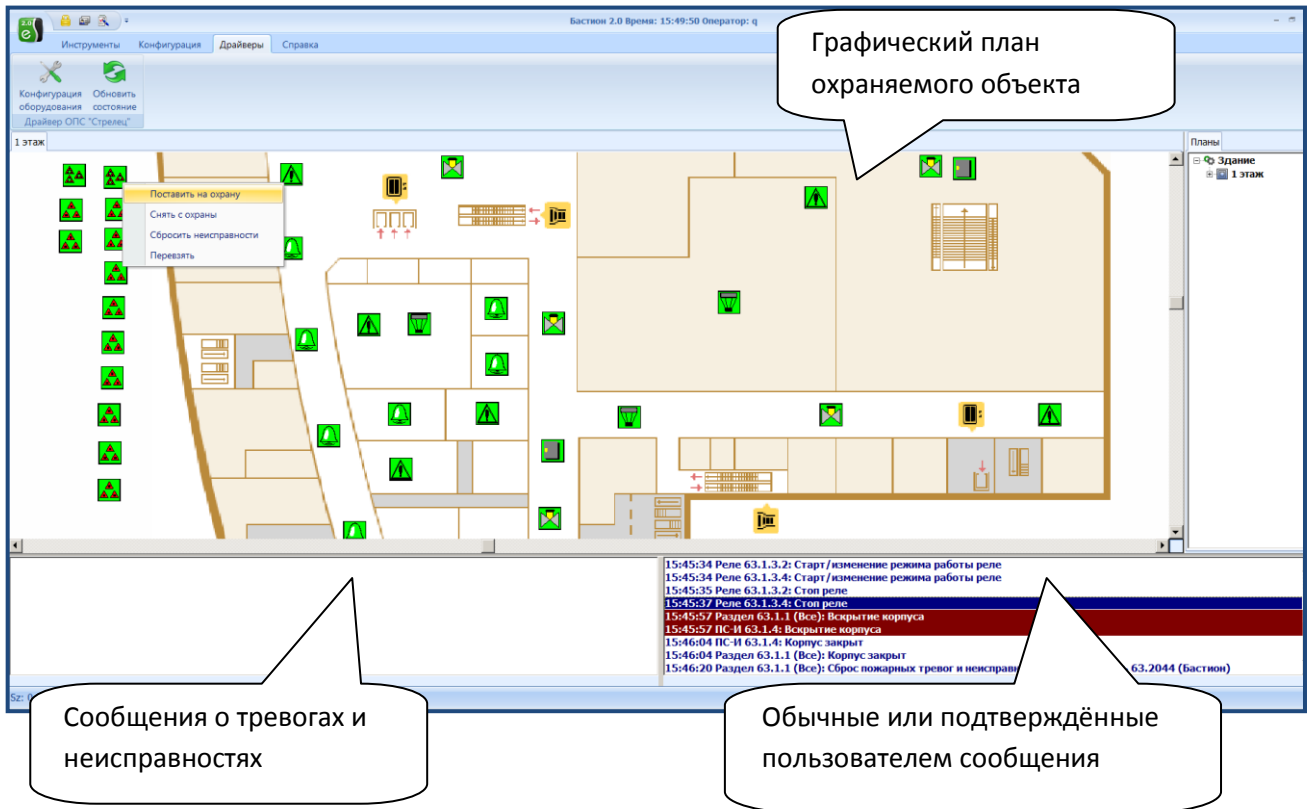 2.0
Бастион 2.0 Время: 15:49:50 Оператор: q
Инструменты Конфигурация Драйверы Справка
Конфигурация оборудования
Обновить состояние
Драйвер ОПС "Стрелец"
Графический план
охраняемого объекта
1 этаж
Планы
Здание
1 этаж
Поставить на охрану
Снять с охраны
Сбросить неисправности
Перевзять
15:45:34 Реле 63.1.3.2: Старт/изменение режима работы реле
15:45:34 Реле 63.1.3.4: Старт/изменение режима работы реле
15:45:35 Реле 63.1.3.2: Стоп реле
15:45:37 Реле 63.1.3.4: Стоп реле
15:45:57 Раздел 63.1.1 (Все): Вскрытие корпуса
15:45:57 ПС-И 63.1.4: Вскрытие корпуса
15:46:04 ПС-И 63.1.4: Корпус закрыт
15:46:04 Раздел 63.1.1 (Все): Корпус закрыт
15:46:20 Раздел 63.1.1 (Все): Сброс пожарных тревог и 63.2044 (Бастион)
Sz:
Сообщения о тревогах и
неисправностях
Обычные или подтверждённые
пользователем сообщения